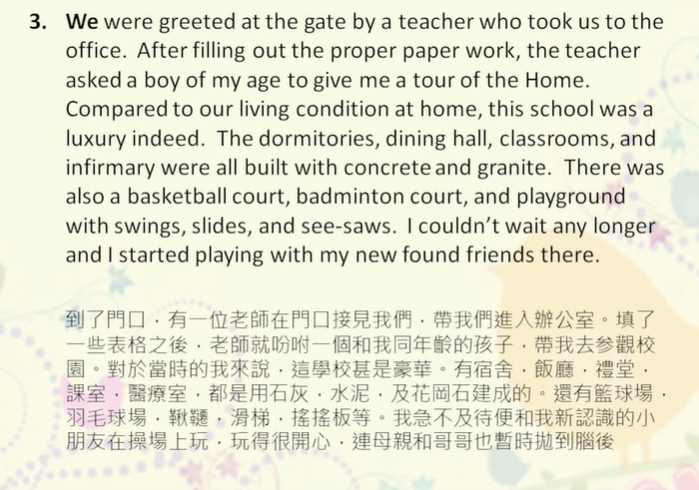 3. We were greeted at the gate by a teacher who took us to the
office. After filling out the proper paper work, the teacher
asked a boy of my age to give me a tour of the Home.
Compared to our living condition at home, this school was a
luxury indeed. The dormitories, dining hall, classrooms, and
infirmary were all built with concrete and granite. There was
also a basketball court, badminton court, and playground
with swings, slides, and see-saws. I couldn't wait any longer
and I started playing with my new found friends there.
到了門口，有一位老師在門口接見我們，帶我們進入辦公室。填了
一些表格之後，老師就吩咐一個和我同年齡的孩子，帶我去參觀校
園。對於當時的我來說，這學校甚是豪華。有宿舍，飯廳，禮堂，
課室，醫療室，都是用石灰，水泥，及花岡石建成的。還有籃球場，
羽毛球場，鞦韆，滑梯，搖搖板等。我急不及待便和我新認識的小
朋友在操場上玩，玩得很開心，連母親和哥哥也暫時拋到腦後